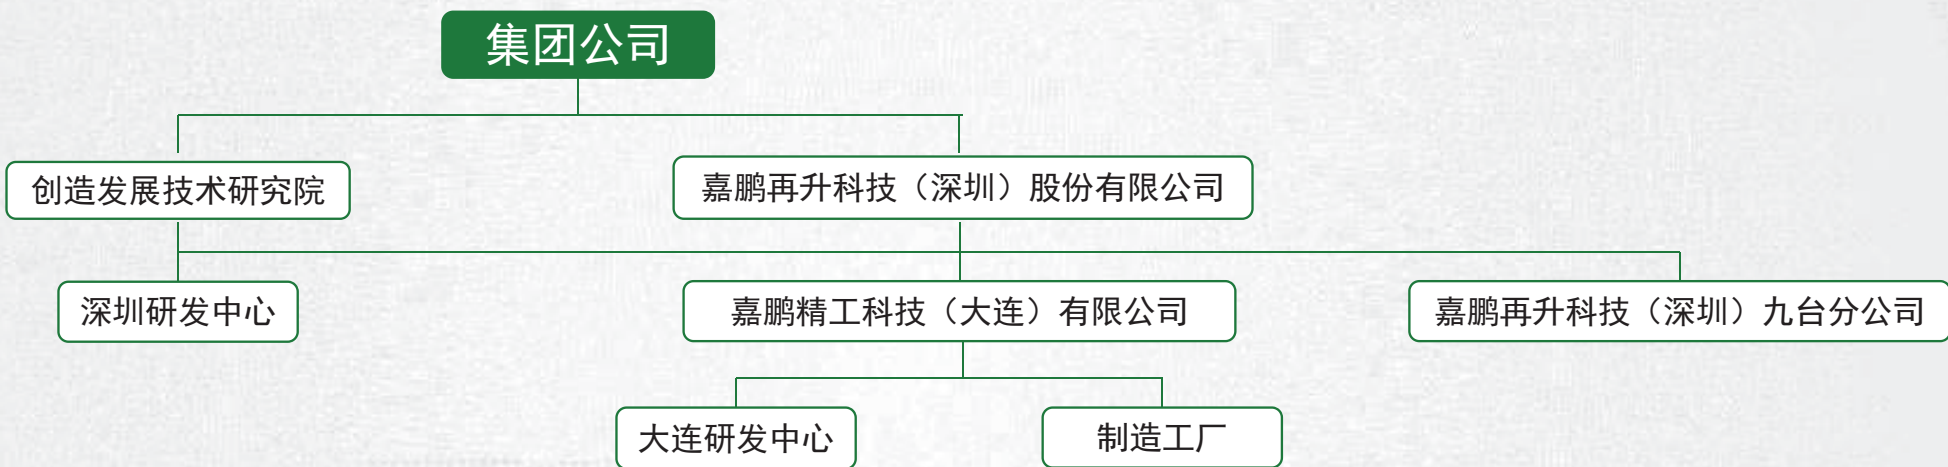 集团公司
创造发展技术研究院
嘉鹏再升科技（深圳）股份有限公司
深圳研发中心
嘉鹏精工科技（大连）有限公司
嘉鹏再升科技（深圳）九台分公司
大连研发中心
制造工厂